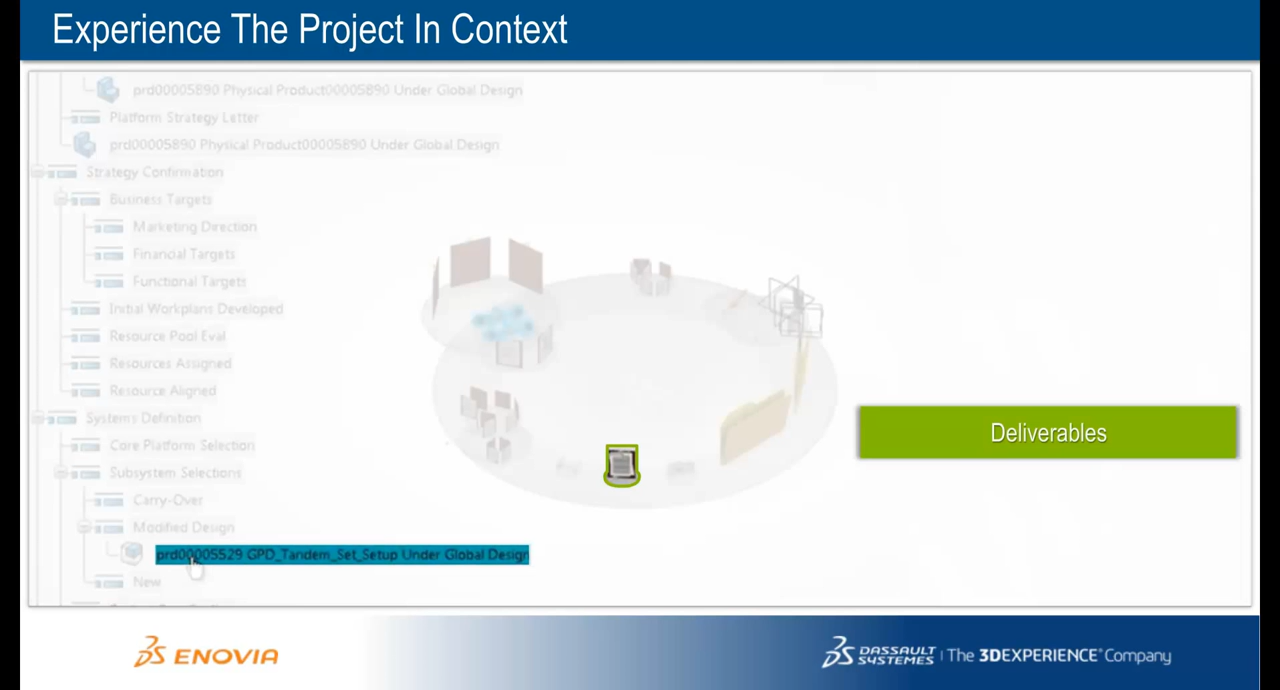 Experience The Project In Context
prd00005890 Physical Product00005890 Under Global Design
Platform Strategy Letter
prd00005890 Physical Product00005890 Under Global Design
Strategy Confirmation
Business Targets
Marketing Direction
Financial Targets
Functional Targets
Initial Workplans Developed
Resource Pool Eval
Resources Assigned
Resource Aligned
Systems Definition
Core Platform Selection
Subsystem Selections
Carry-Over
Modified Design
prd00005529 GPD_Tandem_Set_Setup Under Global Design
New
Deliverables
ENOVIA
DASSAULT SYSTEMES | The 3DEXPERIENCE® Company